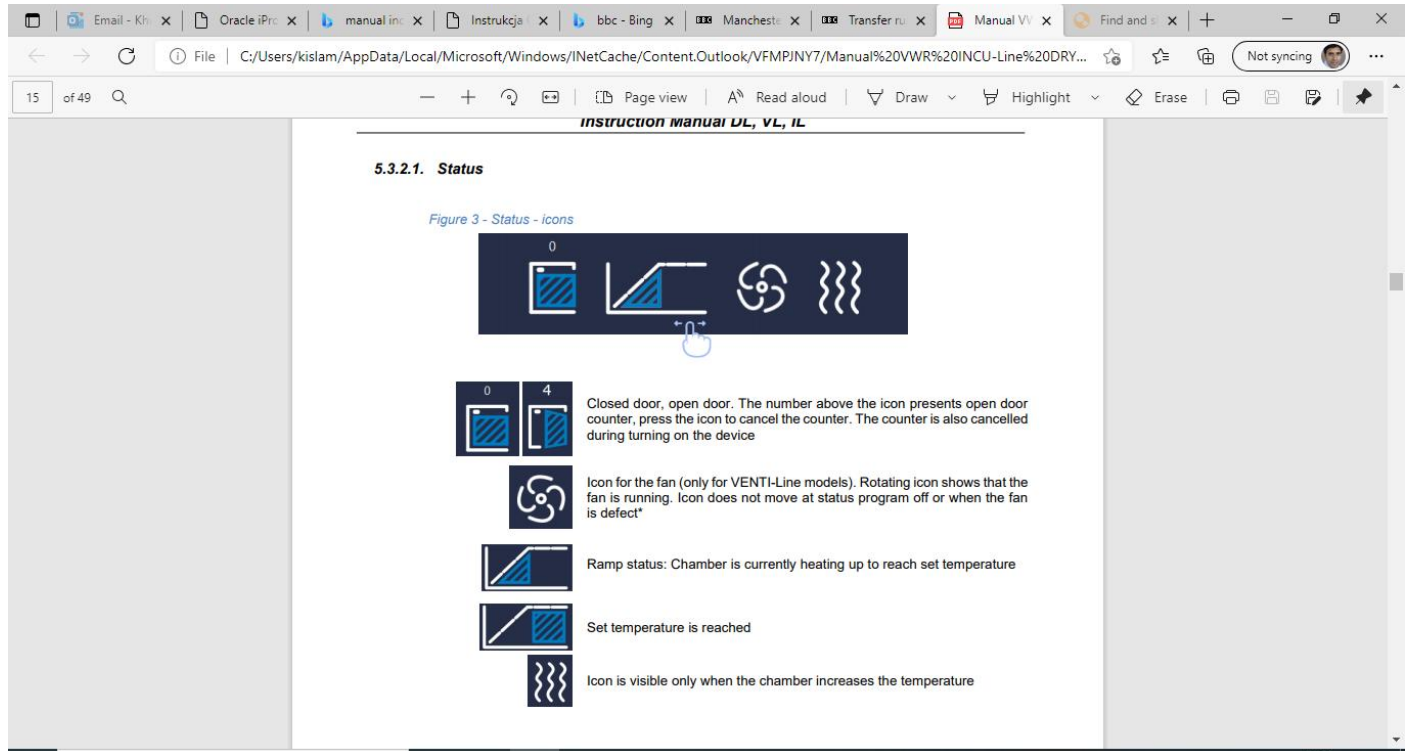 Email - Kh
Oracle iPro
manual inc
Instrukcja
bbc - Bing
BBC
Manchest
BBC
Transfer ru
Manual VV
Find and s
File
C:/Users/kislam/AppData/Local/Microsoft/Windows/INetCache/Content.Outlook/VFMPJNY7/Manual%20VWR%20INCU-Line%20DRY...
Not syncing
15 of 49
Page view
Read aloud
Draw
Highlight
Erase
Instruction Manual DL, VL, IL
5.3.2.1. Status
Figure 3 - Status - icons
0
0
4
Closed door, open door. The number above the icon presents open door
counter, press the icon to cancel the counter. The counter is also cancelled
during turning on the device
Icon for the fan (only for VENTI-Line models). Rotating icon shows that the
fan is running. Icon does not move at status program off or when the fan
is defect*
Ramp status: Chamber is currently heating up to reach set temperature
Set temperature is reached
Icon is visible only when the chamber increases the temperature